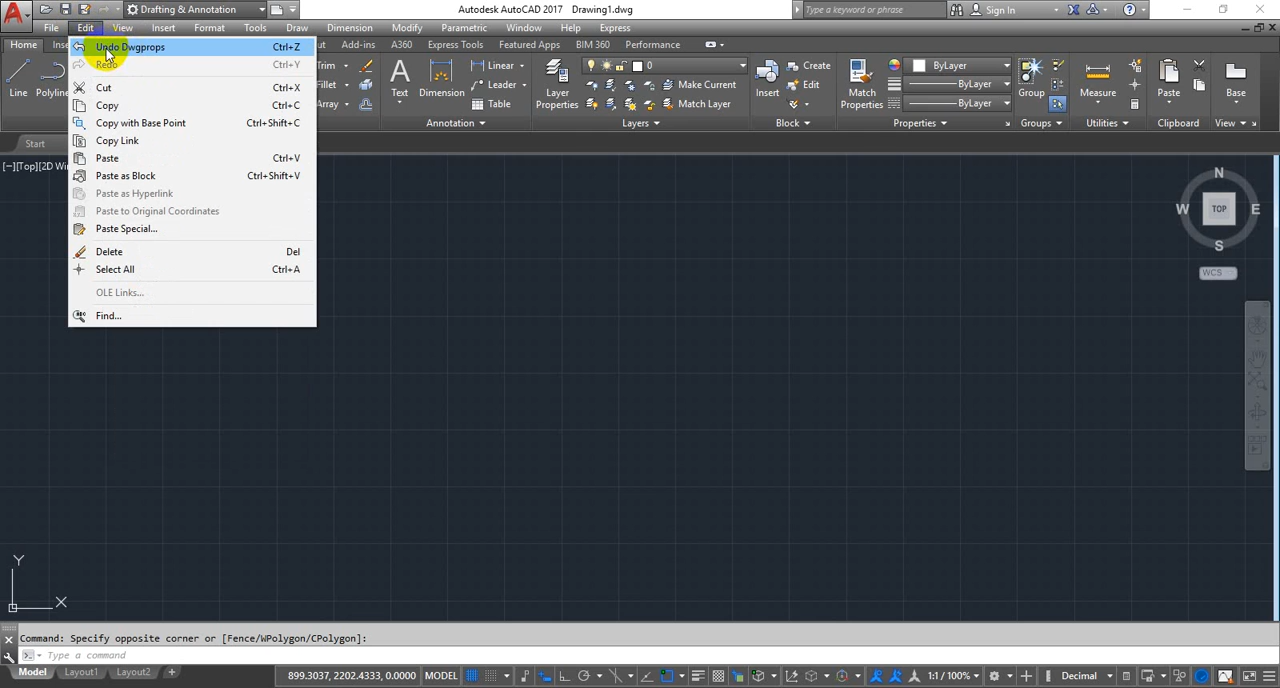 Drafting & Annotation
Autodesk AutoCAD 2017 Drawing1.dwg
Type a keyword or phrase
Sign In
File Edit View Insert Format Tools Draw Dimension Modify Parametric Window Help Express
Home Add-ins A360 Express Tools Featured Apps BIM 360 Performance
Undo Dwgprops Ctrl+Z
Redo Ctrl+Y
Cut Ctrl+X
Copy Ctrl+C
Copy with Base Point Ctrl+Shift+C
Copy Link
Paste Ctrl+V
Paste as Block Ctrl+Shift+V
Paste as Hyperlink
Paste to Original Coordinates
Paste Special...
Delete Del
Select All Ctrl+A
OLE Links...
Find...
Trim Linear 0 Create ByLayer
Line Polyline Fillet Text Dimension Leader Layer Properties Make Current Insert Edit Match Properties ByLayer Group Measure Paste Base
Array Table Match Layer ByLayer
Annotation Layers Block Properties Groups Utilities Clipboard View
Start
[−][Top]
N
W TOP E
S
WCS
Y
X
Command: Specify opposite corner or [Fence/WPolygon/CPolygon]:
Type a command
Model Layout1 Layout2 + 899.3037, 2202.4333, 0.0000 MODEL 1:1 / 100% Decimal